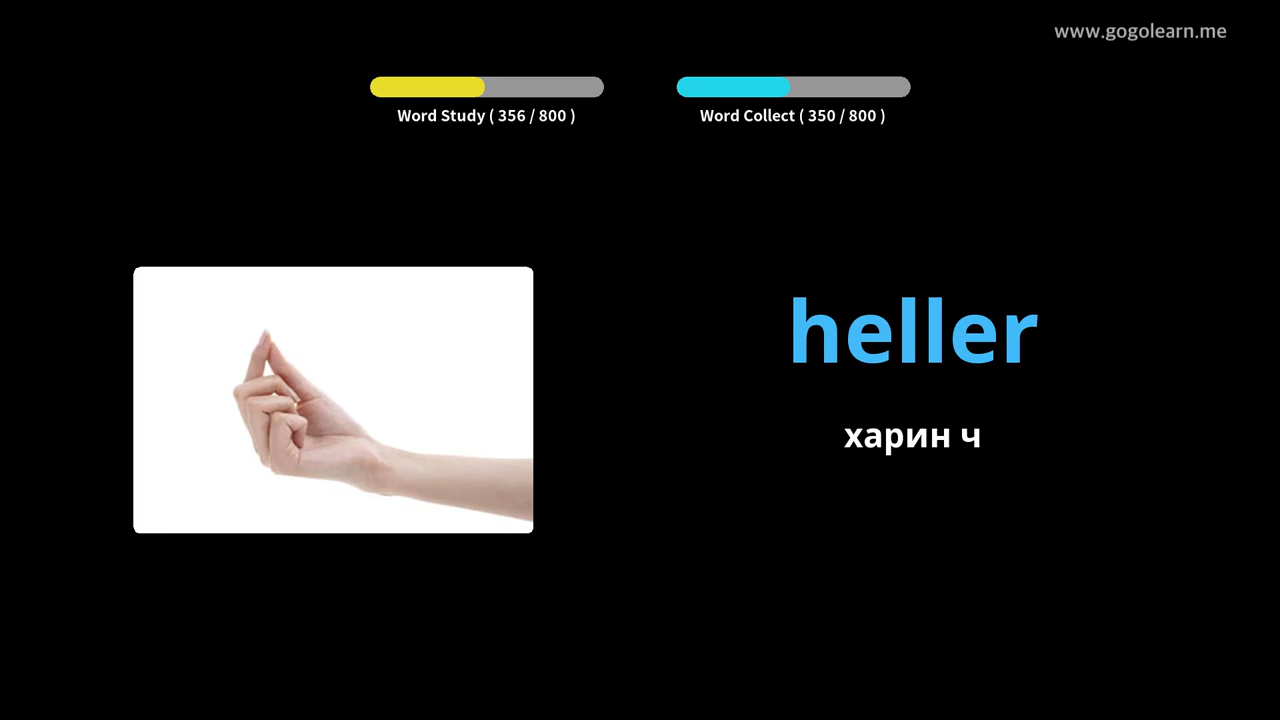 www.gogolearn.me
Word Study ( 356 / 800 )
Word Collect ( 350 / 800 )
heller
харин ч